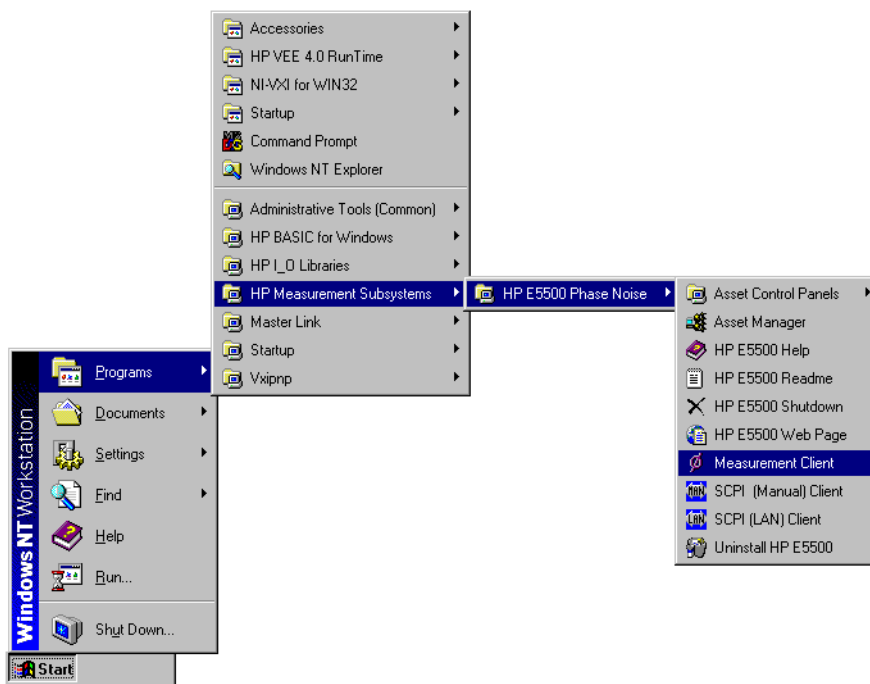 Accessories
HP VEE 4.0 RunTime
NI-VXI for WIN32
Startup
Command Prompt
Windows NT Explorer
Administrative Tools (Common)
HP BASIC for Windows
HP I_O Libraries
HP Measurement Subsystems
Master Link
Startup
Vxipnp
HP E5500 Phase Noise
Asset Control Panels
Asset Manager
HP E5500 Help
HP E5500 Readme
HP E5500 Shutdown
HP E5500 Web Page
Measurement Client
MAN SCPI (Manual) Client
LAN SCPI (LAN) Client
Uninstall HP E5500
Windows NT Workstation
Programs
Documents
Settings
Find
Help
Run...
Shut Down...
Start